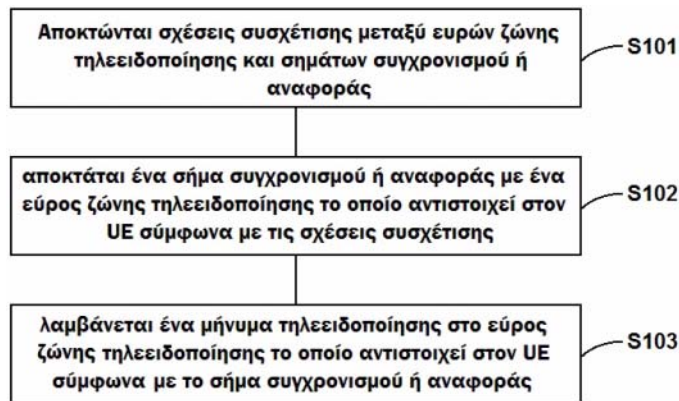 Αποκτώνται σχέσεις συσχέτισης μεταξύ ευρών ζώνης
τηλεειδοποίησης και σημάτων συγχρονισμού ή
αναφοράς
S101
αποκτάται ένα σήμα συγχρονισμού ή αναφοράς με ένα
εύρος ζώνης τηλεειδοποίησης το οποίο αντιστοιχεί στον
UE σύμφωνα με τις σχέσεις συσχέτισης
S102
λαμβάνεται ένα μήνυμα τηλεειδοποίησης στο εύρος
ζώνης τηλεειδοποίησης το οποίο αντιστοιχεί στον UE
σύμφωνα με το σήμα συγχρονισμού ή αναφοράς
S103